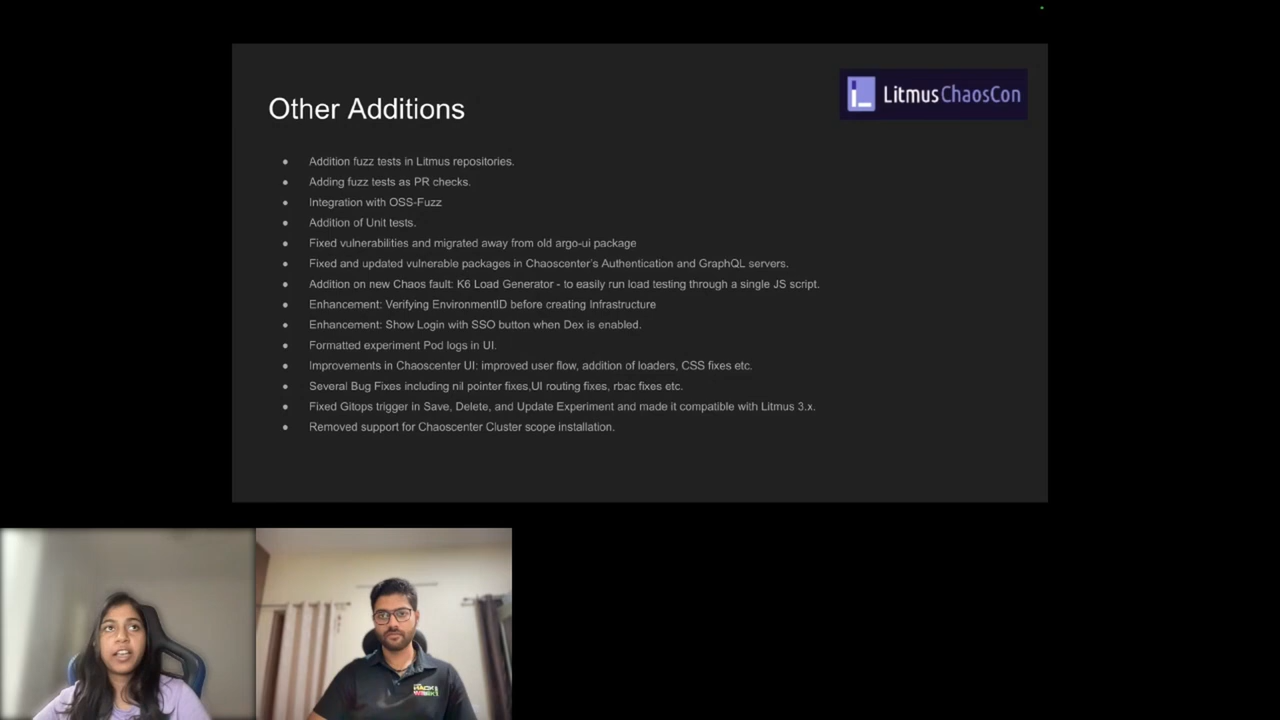 Other Additions
Litmus ChaosCon
● Addition fuzz tests in Litmus repositories.
● Adding fuzz tests as PR checks.
● Integration with OSS-Fuzz
● Addition of Unit tests.
● Fixed vulnerabilities and migrated away from old argo-ui package
● Fixed and updated vulnerable packages in Chaoscenter's Authentication and GraphQL servers.
● Addition on new Chaos fault: K6 Load Generator - to easily run load testing through a single JS script.
● Enhancement: Verifying EnvironmentID before creating Infrastructure
● Enhancement: Show Login with SSO button when Dex is enabled.
● Formatted experiment Pod logs in UI.
● Improvements in Chaoscenter UI: improved user flow, addition of loaders, CSS fixes etc.
● Several Bug Fixes including nil pointer fixes,UI routing fixes, rbac fixes etc.
● Fixed Gitops trigger in Save, Delete, and Update Experiment and made it compatible with Litmus 3.x.
● Removed support for Chaoscenter Cluster scope installation.
HACK